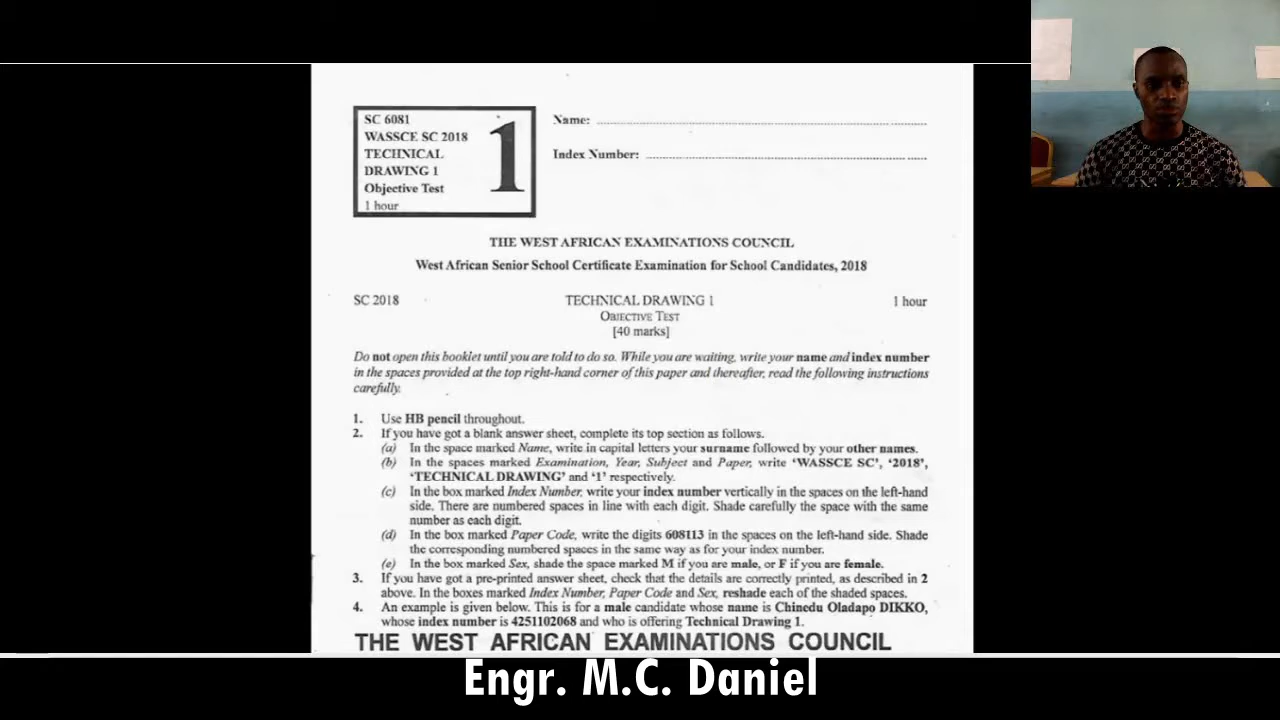 SC 6081
WASSCE SC 2018
TECHNICAL
DRAWING 1
Objective Test
1 hour
1
Name:
Index Number:
THE WEST AFRICAN EXAMINATIONS COUNCIL
West African Senior School Certificate Examination for School Candidates, 2018
SC 2018 TECHNICAL DRAWING 1 1 hour
OBJECTIVE TEST
[40 marks]
Do not open this booklet until you are told to do so. While you are waiting, write your name and index number
in the spaces provided at the top right-hand corner of this paper and thereafter, read the following instructions
carefully.
1. Use HB pencil throughout.
2. If you have got a blank answer sheet, complete its top section as follows.
(a) In the space marked Name, write in capital letters your surname followed by your other names.
(b) In the spaces marked Examination, Year, Subject and Paper, write ‘WASSCE SC’, ‘2018’,
‘TECHNICAL DRAWING’ and ‘1’ respectively.
(c) In the box marked Index Number, write your index number vertically in the spaces on the left-hand
side. There are numbered spaces in line with each digit. Shade carefully the space with the same
number as each digit.
(d) In the box marked Paper Code, write the digits 608113 in the spaces on the left-hand side. Shade
the corresponding numbered spaces in the same way as for your index number.
(e) In the box marked Sex, shade the space marked M if you are male, or F if you are female.
3. If you have got a pre-printed answer sheet, check that the details are correctly printed, as described in 2
above. In the boxes marked Index Number, Paper Code and Sex, reshade each of the shaded spaces.
4. An example is given below. This is for a male candidate whose name is Chinedu Oladapo DIKKO,
whose index number is 4251102068 and who is offering Technical Drawing 1.
THE WEST AFRICAN EXAMINATIONS COUNCIL
Engr. M.C. Daniel